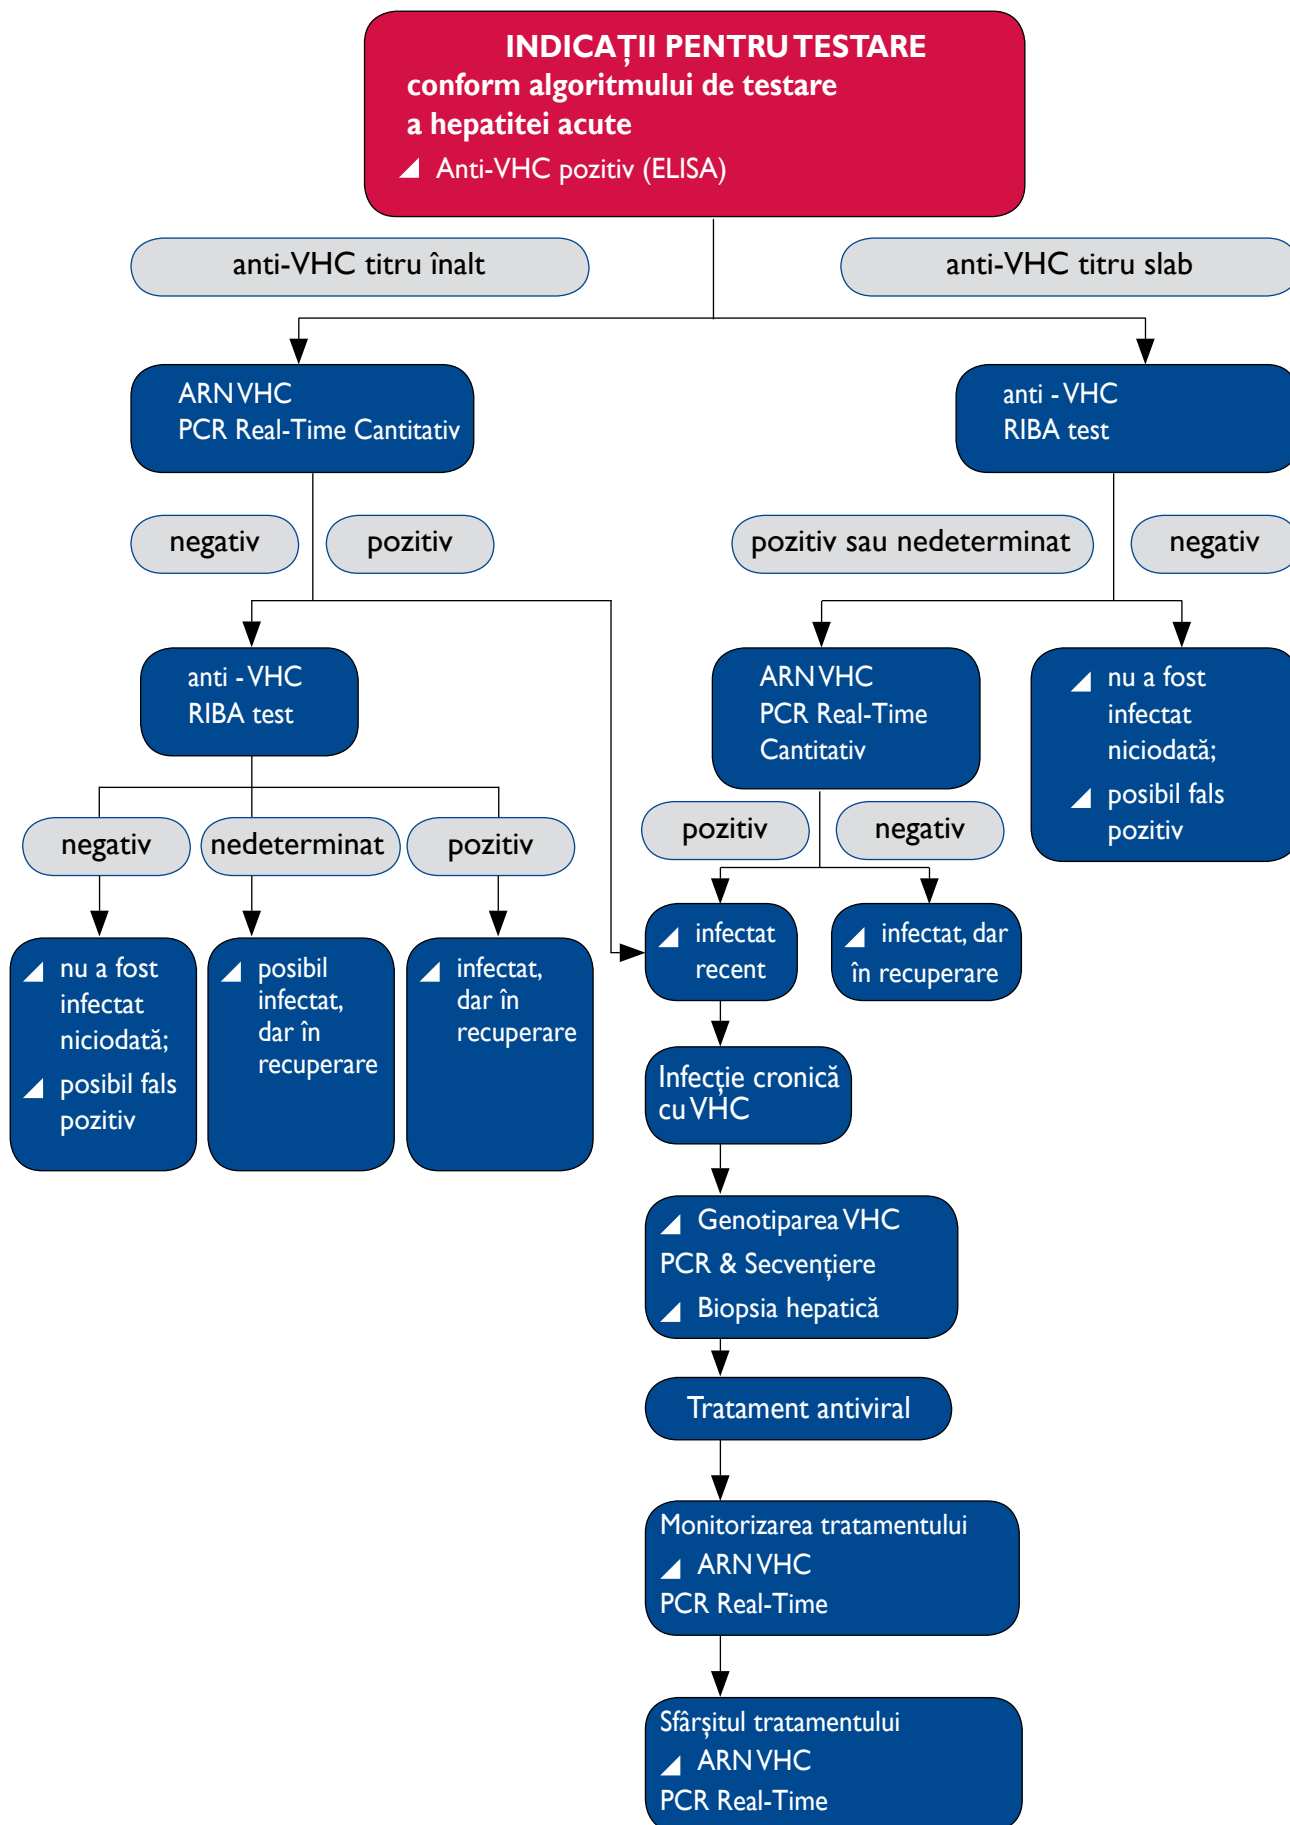 INDICAȚII PENTRU TESTARE
conform algoritmului de testare
a hepatitei acute
Anti-VHC pozitiv (ELISA)
anti-VHC titru înalt
anti-VHC titru slab
ARN VHC
PCR Real-Time Cantitativ
anti - VHC
RIBA test
negativ
pozitiv
pozitiv sau nedeterminat
negativ
anti - VHC
RIBA test
ARN VHC
PCR Real-Time
Cantitativ
nu a fost
infectat
niciodată;
posibil fals
pozitiv
negativ
nedeterminat
pozitiv
pozitiv
negativ
nu a fost
infectat
niciodată;
posibil fals
pozitiv
posibil
infectat,
dar în
recuperare
infectat,
dar în
recuperare
infectat
recent
infectat, dar
în recuperare
Infecție cronică
cu VHC
Genotiparea VHC
PCR & Secvențiere
Biopsia hepatică
Tratament antiviral
Monitorizarea tratamentului
ARN VHC
PCR Real-Time
Sfârșitul tratamentului
ARN VHC
PCR Real-Time